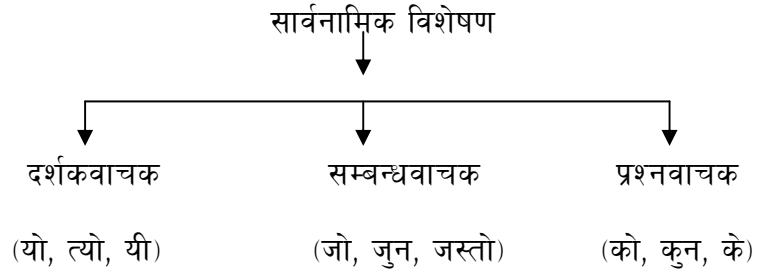 सार्वनामिक विशेषण
दर्शकवाचक सम्बन्धवाचक प्रश्नवाचक
(यो, त्यो, यी) (जो, जुन, जस्तो) (को, कुन, के)